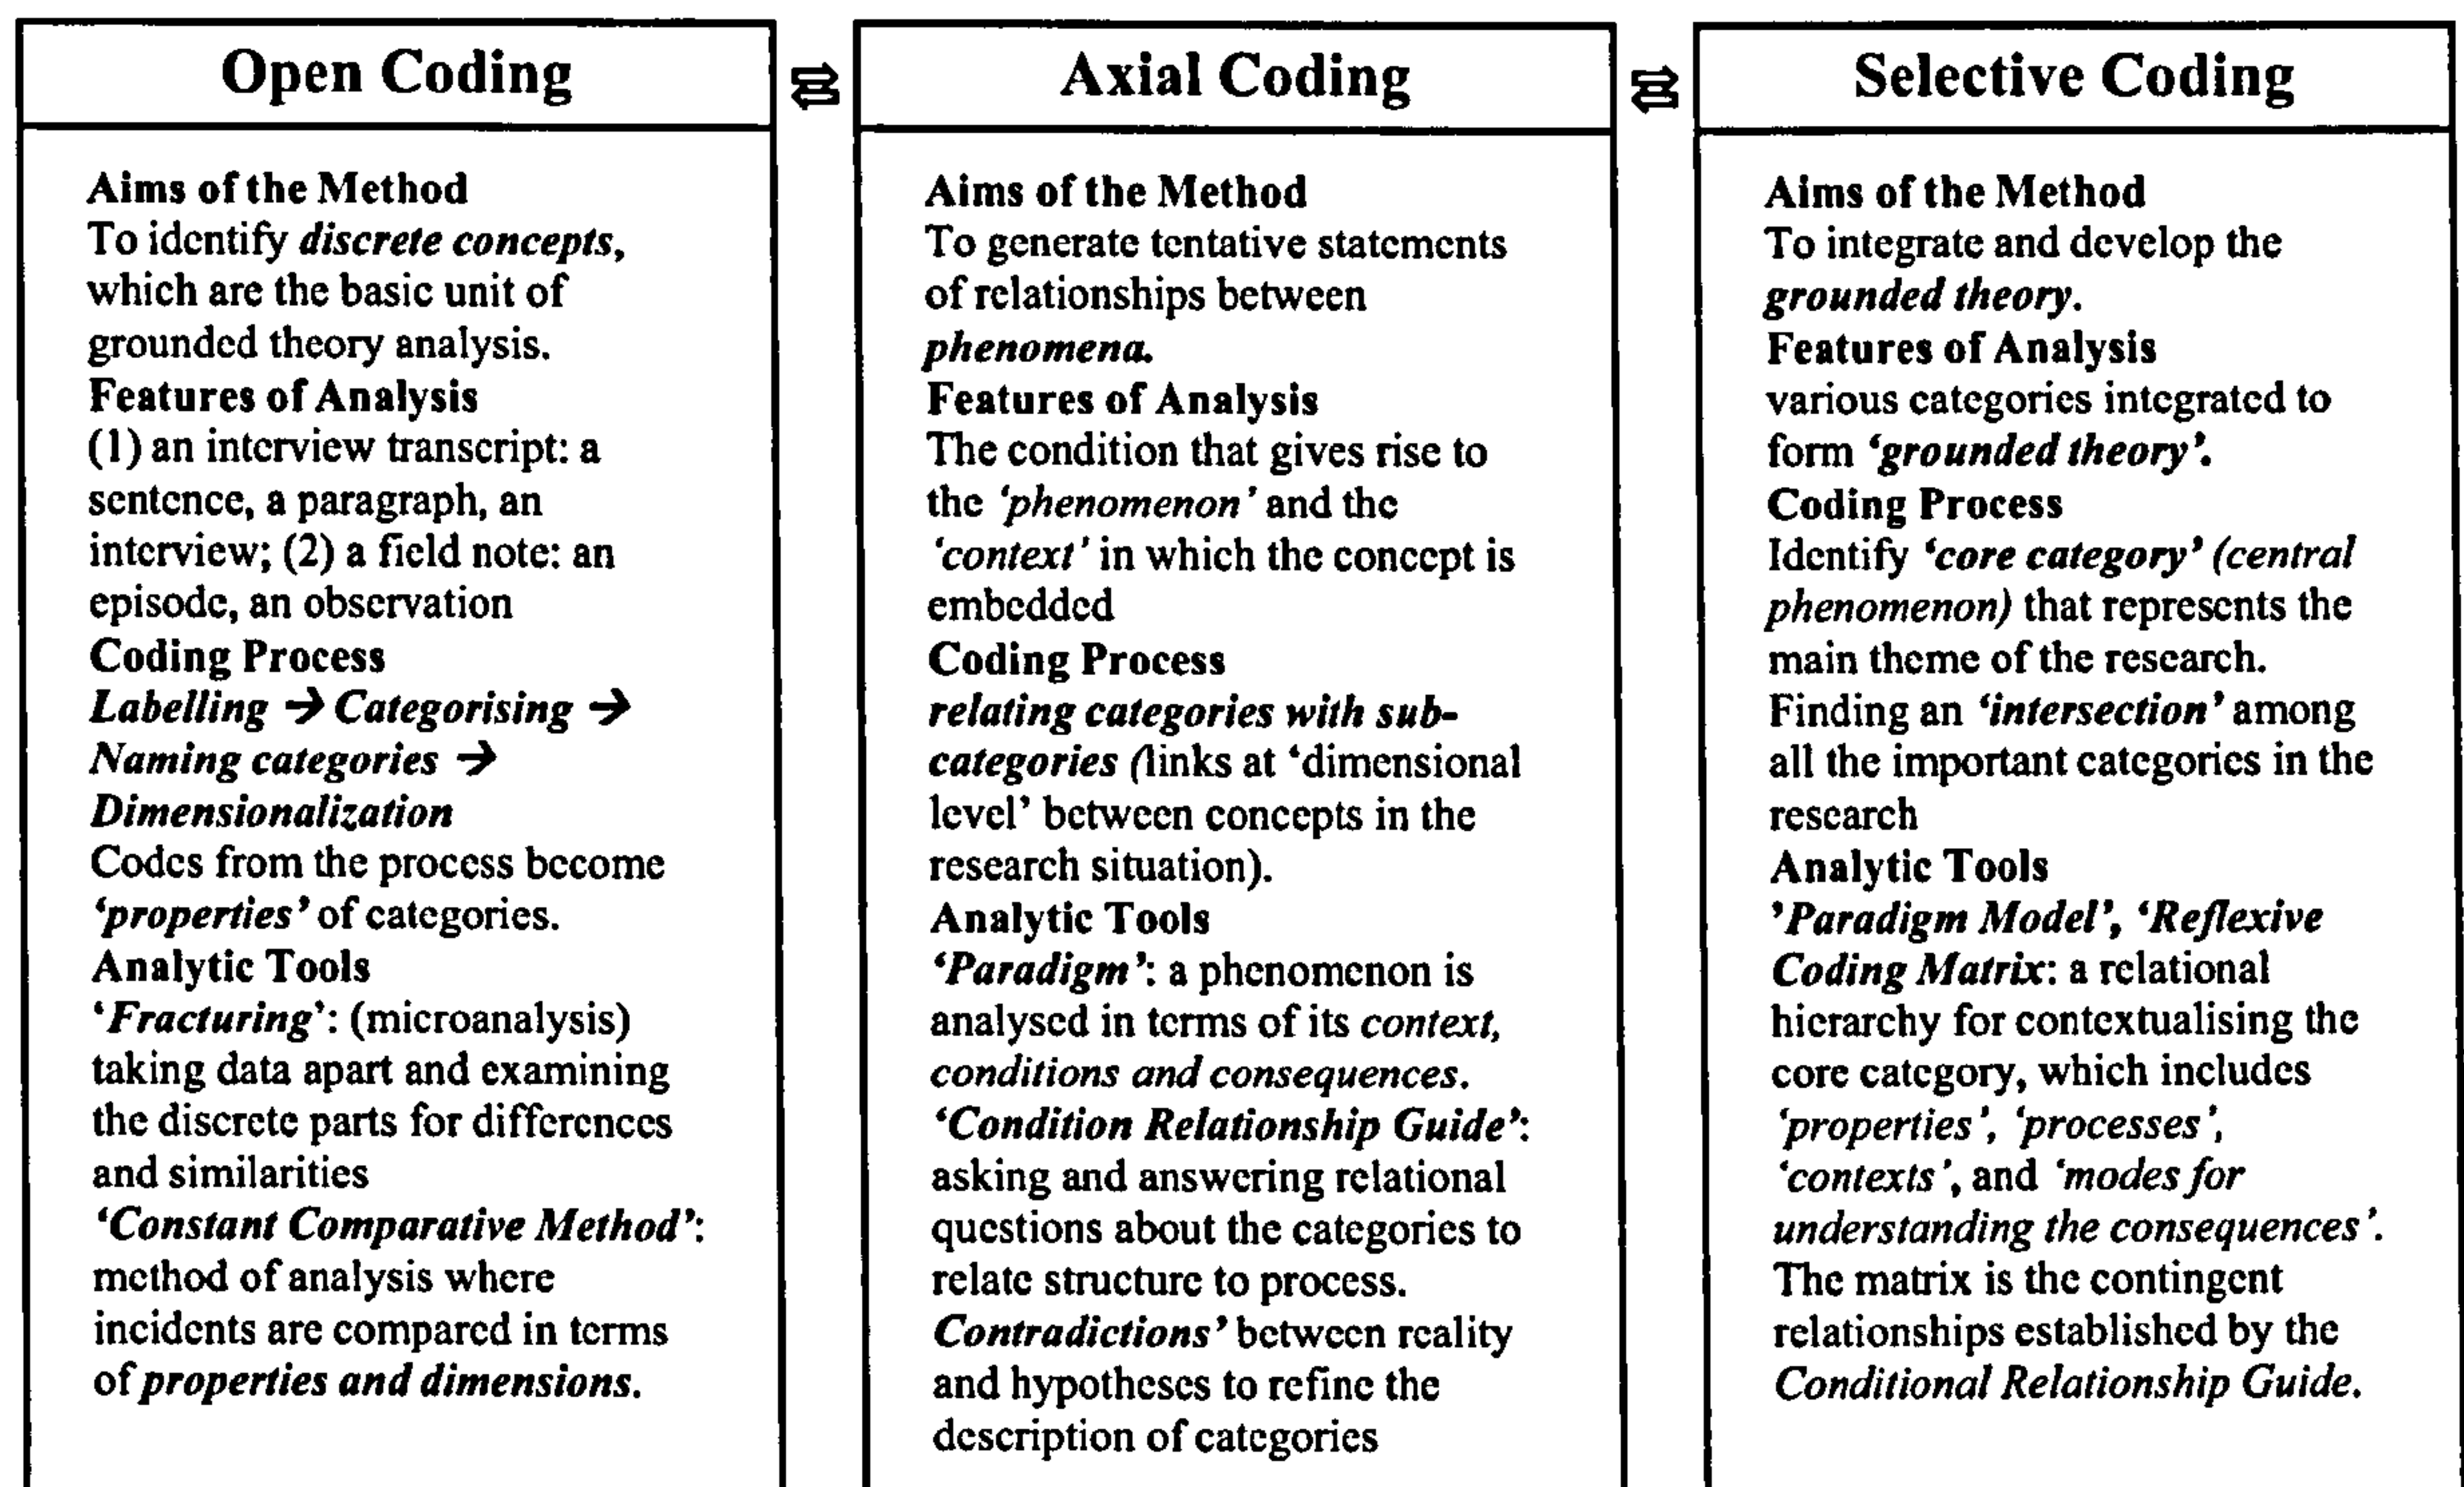 Open Coding
Aims of the Method
To identify discrete concepts,
which are the basic unit of
grounded theory analysis.
Features of Analysis
(1) an interview transcript: a
sentence, a paragraph, an
interview; (2) a field note: an
episode, an observation
Coding Process
Labelling → Categorising →
Naming categories →
Dimensionalization
Codes from the process become
‘properties’ of categories.
Analytic Tools
‘Fracturing’: (microanalysis)
taking data apart and examining
the discrete parts for differences
and similarities
‘Constant Comparative Method’:
method of analysis where
incidents are compared in terms
of properties and dimensions.
⇄
Axial Coding
Aims of the Method
To generate tentative statements
of relationships between
phenomena.
Features of Analysis
The condition that gives rise to
the ‘phenomenon’ and the
‘context’ in which the concept is
embedded
Coding Process
relating categories with sub-
categories (links at ‘dimensional
level’ between concepts in the
research situation).
Analytic Tools
‘Paradigm’: a phenomenon is
analysed in terms of its context,
conditions and consequences.
‘Condition Relationship Guide’:
asking and answering relational
questions about the categories to
relate structure to process.
Contradictions’ between reality
and hypotheses to refine the
description of categories
⇄
Selective Coding
Aims of the Method
To integrate and develop the
grounded theory.
Features of Analysis
various categories integrated to
form ‘grounded theory’.
Coding Process
Identify ‘core category’ (central
phenomenon) that represents the
main theme of the research.
Finding an ‘intersection’ among
all the important categories in the
research
Analytic Tools
’Paradigm Model’, ‘Reflexive
Coding Matrix: a relational
hierarchy for contextualising the
core category, which includes
‘properties’, ‘processes’,
‘contexts’, and ‘modes for
understanding the consequences’.
The matrix is the contingent
relationships established by the
Conditional Relationship Guide.